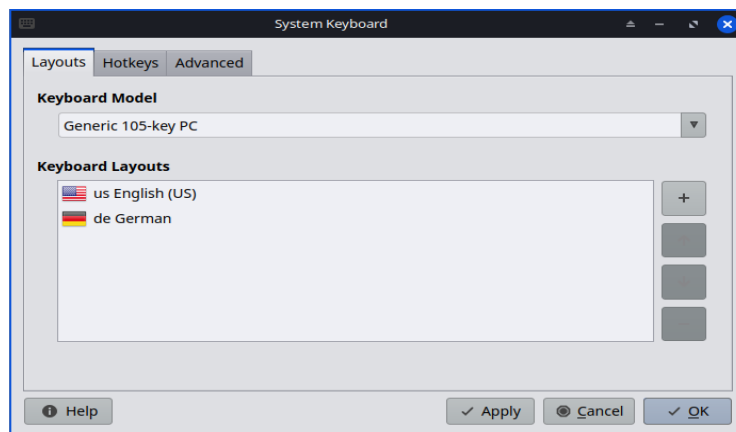 System Keyboard
Layouts Hotkeys Advanced
Keyboard Model
Generic 105-key PC
Keyboard Layouts
us English (US)
de German
+
Help Apply Cancel OK